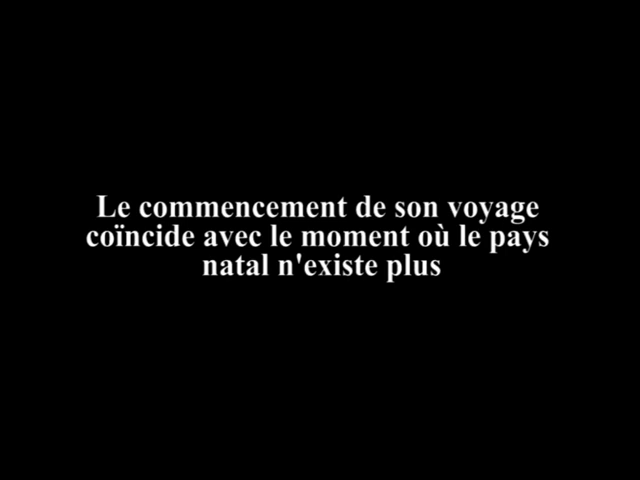 Le commencement de son voyage
coïncide avec le moment où le pays
natal n'existe plus